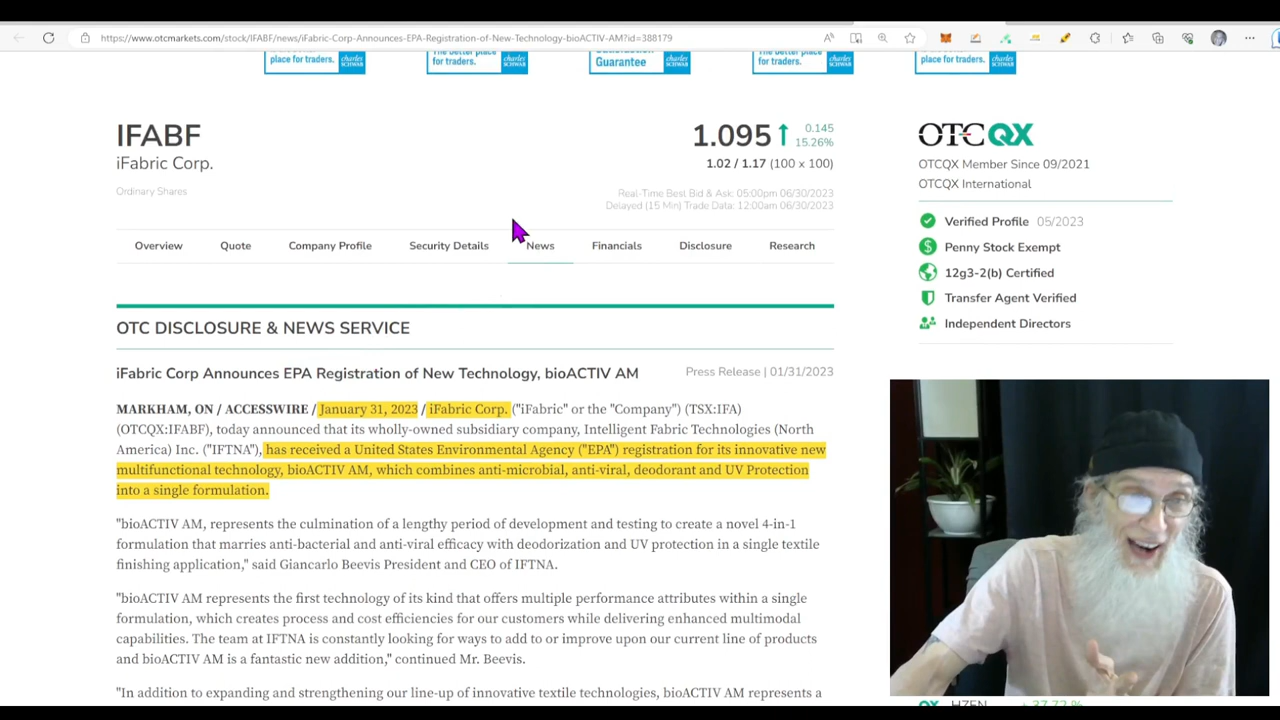 https://www.otcmarkets.com/stock/IFABF/news/iFabric-Corp-Announces-EPA-Registration-of-New-Technology-bioACTIV-AM?id=388179
place for traders.
charles
SCHWAB
The better place
for traders.
charles
SCHWAB
Satisfaction
Guarantee
charles
SCHWAB
The better place
for traders.
charles
SCHWAB
place for traders.
charles
SCHWAB
IFABF
iFabric Corp.
Ordinary Shares
1.095
0.145
15.26%
1.02 / 1.17 (100 x 100)
Real-Time Best Bid & Ask: 05:00pm 06/30/2023
Delayed (15 Min) Trade Data: 12:00am 06/30/2023
OTCQX
OTCQX Member Since 09/2021
OTCQX International
Verified Profile 05/2023
Penny Stock Exempt
12g3-2(b) Certified
Transfer Agent Verified
Independent Directors
Overview Quote Company Profile Security Details News Financials Disclosure Research
OTC DISCLOSURE & NEWS SERVICE
iFabric Corp Announces EPA Registration of New Technology, bioACTIV AM
Press Release | 01/31/2023
MARKHAM, ON / ACCESSWIRE / January 31, 2023 / iFabric Corp. ("iFabric" or the "Company") (TSX:IFA)
(OTCQX:IFABF), today announced that its wholly-owned subsidiary company, Intelligent Fabric Technologies (North
America) Inc. ("IFTNA"), has received a United States Environmental Agency ("EPA") registration for its innovative new
multifunctional technology, bioACTIV AM, which combines anti-microbial, anti-viral, deodorant and UV Protection
into a single formulation.
"bioACTIV AM, represents the culmination of a lengthy period of development and testing to create a novel 4-in-1
formulation that marries anti-bacterial and anti-viral efficacy with deodorization and UV protection in a single textile
finishing application," said Giancarlo Beevis President and CEO of IFTNA.
"bioACTIV AM represents the first technology of its kind that offers multiple performance attributes within a single
formulation, which creates process and cost efficiencies for our customers while delivering enhanced multimodal
capabilities. The team at IFTNA is constantly looking for ways to add to or improve upon our current line of products
and bioACTIV AM is a fantastic new addition," continued Mr. Beevis.
"In addition to expanding and strengthening our line-up of innovative textile technologies, bioACTIV AM represents a